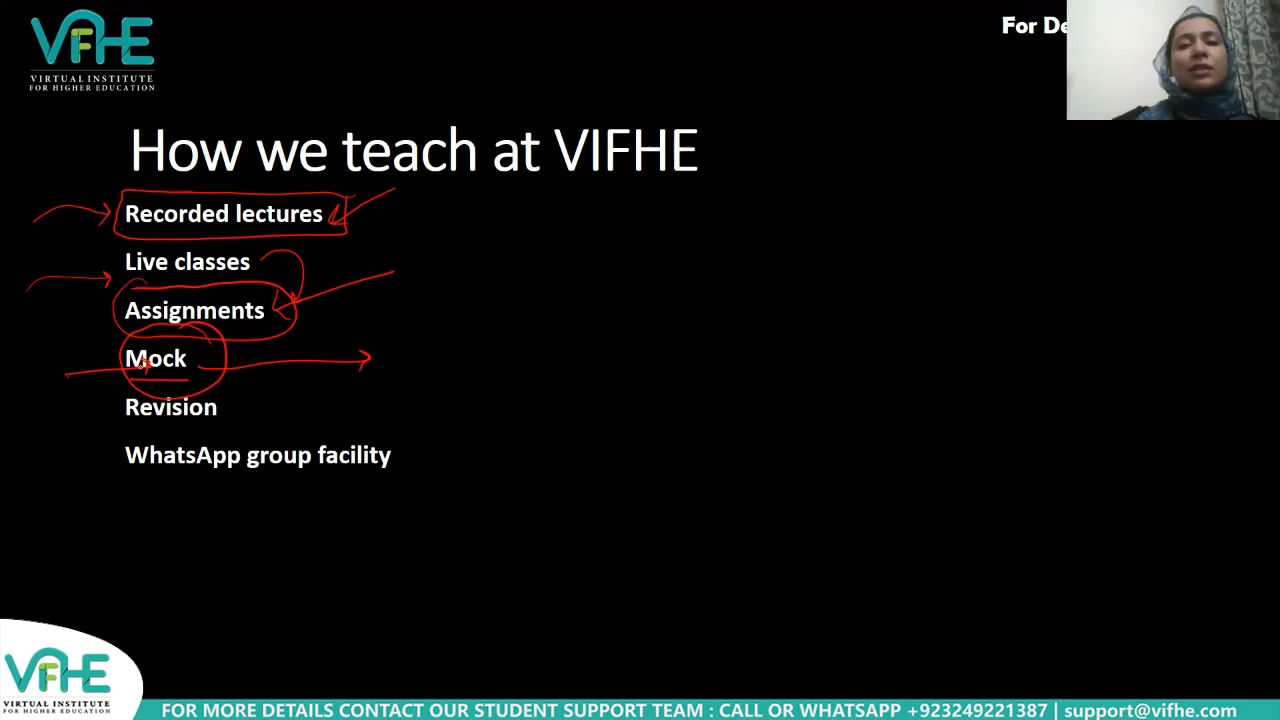 VIFHE
VIRTUAL INSTITUTE
FOR HIGHER EDUCATION
For De
How we teach at VIFHE
Recorded lectures
Live classes
Assignments
Mock
Revision
WhatsApp group facility
VIFHE
VIRTUAL INSTITUTE
FOR HIGHER EDUCATION
FOR MORE DETAILS CONTACT OUR STUDENT SUPPORT TEAM : CALL OR WHATSAPP +923249221387 | support@vifhe.com